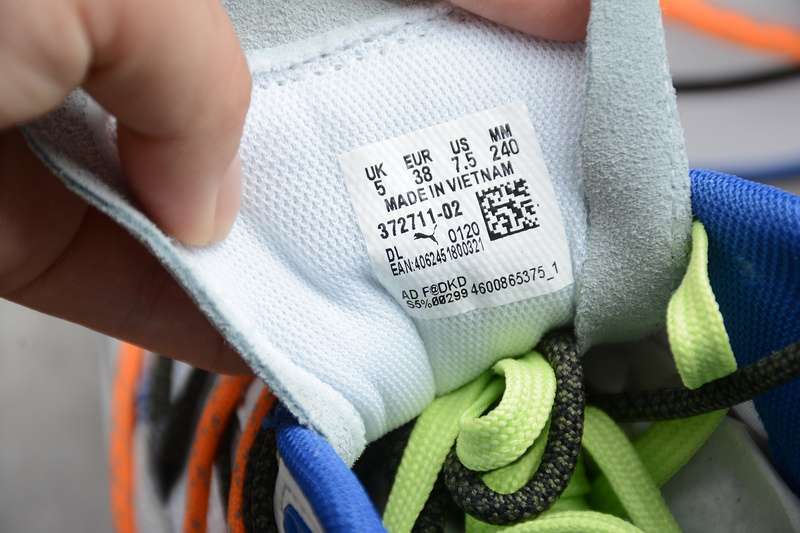 UK EUR US MM
5 38 7.5 240
MADE IN VIETNAM
372711-02
DL 0120
EAN:4062451800321
AD F@DKD
S5%00299 4600865375_1